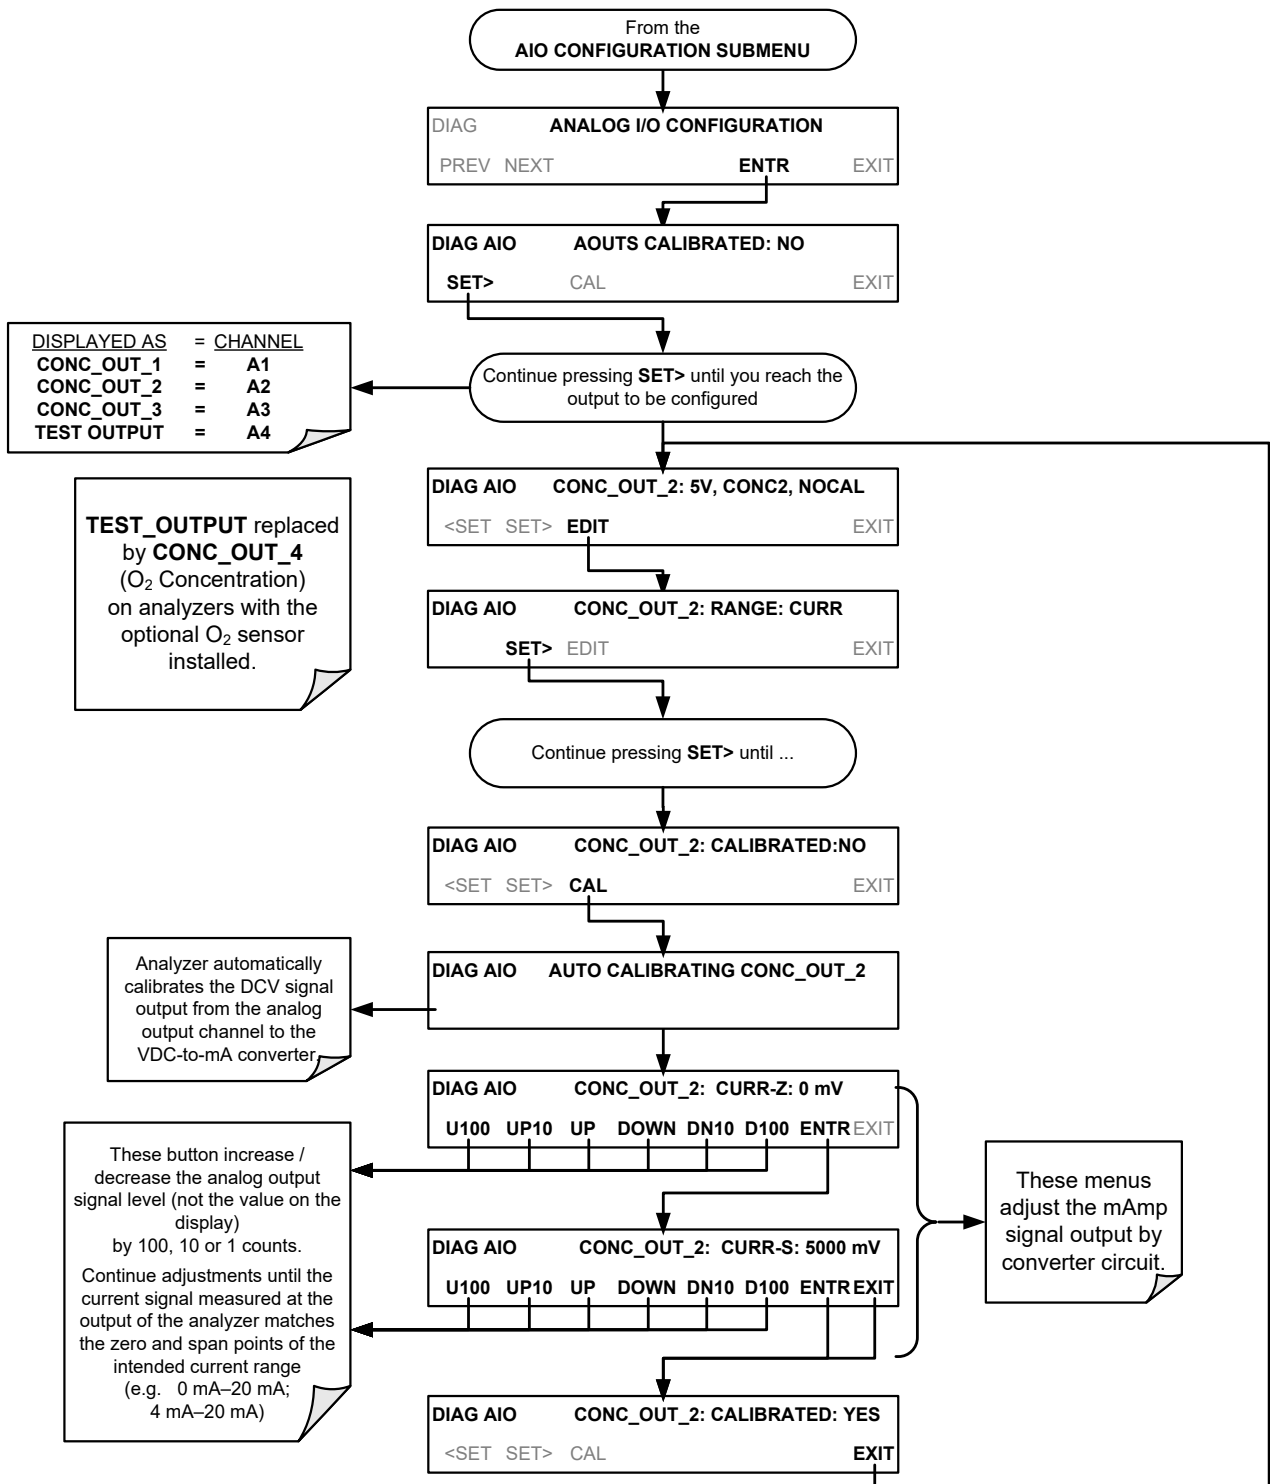 From the
AIO CONFIGURATION SUBMENU
DIAG ANALOG I/O CONFIGURATION
PREV NEXT ENTR EXIT
DIAG AIO AOUTS CALIBRATED: NO
SET> CAL EXIT
DISPLAYED AS = CHANNEL
CONC_OUT_1 = A1
CONC_OUT_2 = A2
CONC_OUT_3 = A3
TEST OUTPUT = A4
Continue pressing SET> until you reach the
output to be configured
DIAG AIO CONC_OUT_2: 5V, CONC2, NOCAL
<SET SET> EDIT EXIT
TEST_OUTPUT replaced
by CONC_OUT_4
(O₂ Concentration)
on analyzers with the
optional O₂ sensor
installed.
DIAG AIO CONC_OUT_2: RANGE: CURR
SET> EDIT EXIT
Continue pressing SET> until ...
DIAG AIO CONC_OUT_2: CALIBRATED:NO
<SET SET> CAL EXIT
Analyzer automatically
calibrates the DCV signal
output from the analog
output channel to the
VDC-to-mA converter.
DIAG AIO AUTO CALIBRATING CONC_OUT_2
DIAG AIO CONC_OUT_2: CURR-Z: 0 mV
U100 UP10 UP DOWN DN10 D100 ENTR EXIT
These button increase /
decrease the analog output
signal level (not the value on the
display)
by 100, 10 or 1 counts.
Continue adjustments until the
current signal measured at the
output of the analyzer matches
the zero and span points of the
intended current range
(e.g. 0 mA–20 mA;
4 mA–20 mA)
DIAG AIO CONC_OUT_2: CURR-S: 5000 mV
U100 UP10 UP DOWN DN10 D100 ENTR EXIT
These menus
adjust the mAmp
signal output by
converter circuit.
DIAG AIO CONC_OUT_2: CALIBRATED: YES
<SET SET> CAL EXIT